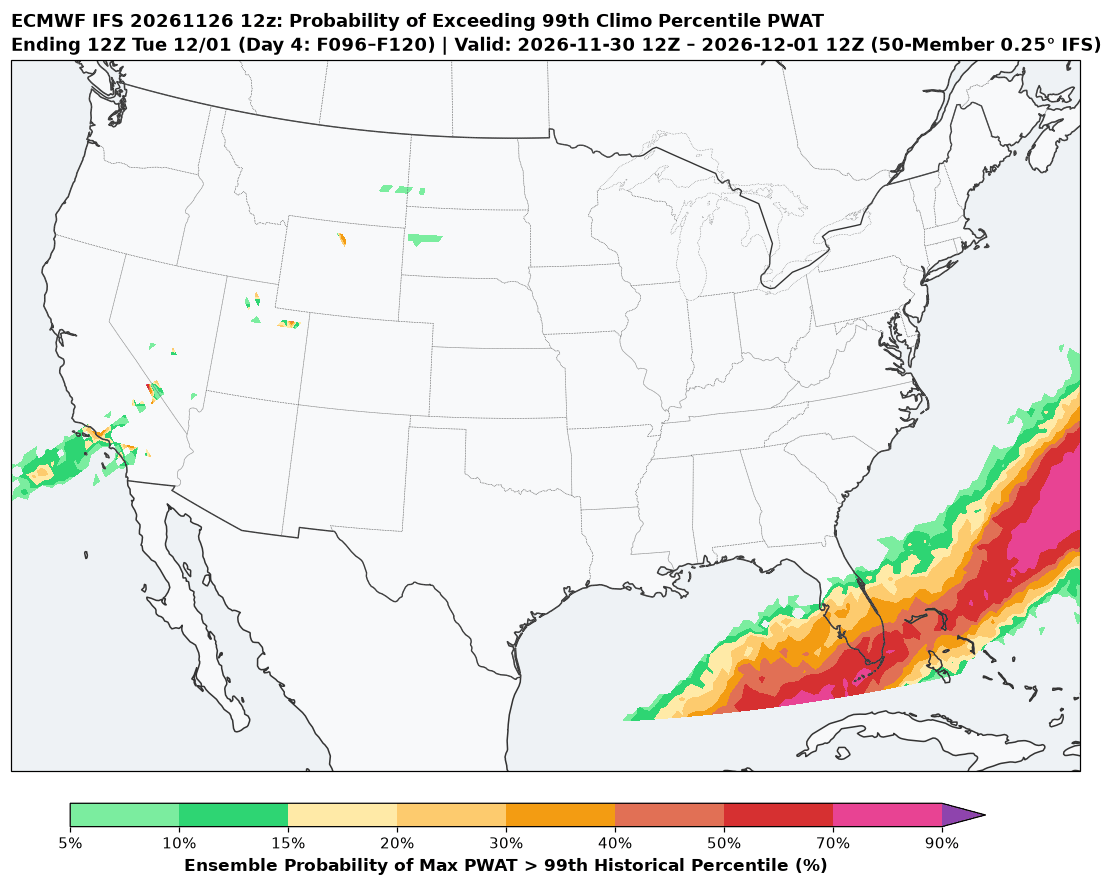 ECMWF IFS 20261126 12z: Probability of Exceeding 99th Climo Percentile PWAT
Ending 12Z Tue 12/01 (Day 4: F096–F120) | Valid: 2026-11-30 12Z – 2026-12-01 12Z (50-Member 0.25° IFS)
5% 10% 15% 20% 30% 40% 50% 70% 90%
Ensemble Probability of Max PWAT > 99th Historical Percentile (%)